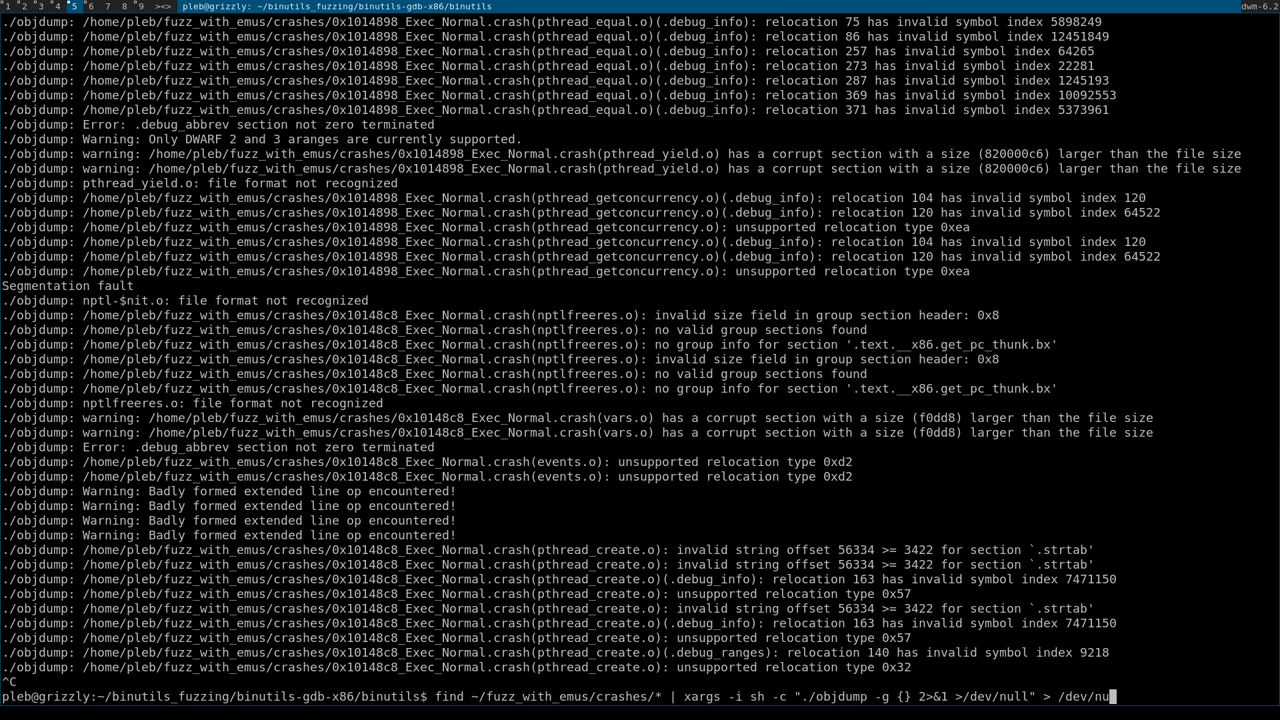 1 2 3 4 5 6 7 8 9 ><> pleb@grizzly: ~/binutils_fuzzing/binutils-gdb-x86/binutils dwm-6.2
./objdump: /home/pleb/fuzz_with_emus/crashes/0x1014898_Exec_Normal.crash(pthread_equal.o)(.debug_info): relocation 75 has invalid symbol index 5898249
./objdump: /home/pleb/fuzz_with_emus/crashes/0x1014898_Exec_Normal.crash(pthread_equal.o)(.debug_info): relocation 86 has invalid symbol index 12451849
./objdump: /home/pleb/fuzz_with_emus/crashes/0x1014898_Exec_Normal.crash(pthread_equal.o)(.debug_info): relocation 257 has invalid symbol index 64265
./objdump: /home/pleb/fuzz_with_emus/crashes/0x1014898_Exec_Normal.crash(pthread_equal.o)(.debug_info): relocation 273 has invalid symbol index 22281
./objdump: /home/pleb/fuzz_with_emus/crashes/0x1014898_Exec_Normal.crash(pthread_equal.o)(.debug_info): relocation 287 has invalid symbol index 1245193
./objdump: /home/pleb/fuzz_with_emus/crashes/0x1014898_Exec_Normal.crash(pthread_equal.o)(.debug_info): relocation 369 has invalid symbol index 10092553
./objdump: /home/pleb/fuzz_with_emus/crashes/0x1014898_Exec_Normal.crash(pthread_equal.o)(.debug_info): relocation 371 has invalid symbol index 5373961
./objdump: Error: .debug_abbrev section not zero terminated
./objdump: Warning: Only DWARF 2 and 3 aranges are currently supported.
./objdump: warning: /home/pleb/fuzz_with_emus/crashes/0x1014898_Exec_Normal.crash(pthread_yield.o) has a corrupt section with a size (820000c6) larger than the file size
./objdump: warning: /home/pleb/fuzz_with_emus/crashes/0x1014898_Exec_Normal.crash(pthread_yield.o) has a corrupt section with a size (820000c6) larger than the file size
./objdump: pthread_yield.o: file format not recognized
./objdump: /home/pleb/fuzz_with_emus/crashes/0x1014898_Exec_Normal.crash(pthread_getconcurrency.o)(.debug_info): relocation 104 has invalid symbol index 120
./objdump: /home/pleb/fuzz_with_emus/crashes/0x1014898_Exec_Normal.crash(pthread_getconcurrency.o)(.debug_info): relocation 120 has invalid symbol index 64522
./objdump: /home/pleb/fuzz_with_emus/crashes/0x1014898_Exec_Normal.crash(pthread_getconcurrency.o): unsupported relocation type 0xea
./objdump: /home/pleb/fuzz_with_emus/crashes/0x1014898_Exec_Normal.crash(pthread_getconcurrency.o)(.debug_info): relocation 104 has invalid symbol index 120
./objdump: /home/pleb/fuzz_with_emus/crashes/0x1014898_Exec_Normal.crash(pthread_getconcurrency.o)(.debug_info): relocation 120 has invalid symbol index 64522
./objdump: /home/pleb/fuzz_with_emus/crashes/0x1014898_Exec_Normal.crash(pthread_getconcurrency.o): unsupported relocation type 0xea
Segmentation fault
./objdump: nptl-$nit.o: file format not recognized
./objdump: /home/pleb/fuzz_with_emus/crashes/0x10148c8_Exec_Normal.crash(nptlfreeres.o): invalid size field in group section header: 0x8
./objdump: /home/pleb/fuzz_with_emus/crashes/0x10148c8_Exec_Normal.crash(nptlfreeres.o): no valid group sections found
./objdump: /home/pleb/fuzz_with_emus/crashes/0x10148c8_Exec_Normal.crash(nptlfreeres.o): no group info for section '.text.__x86.get_pc_thunk.bx'
./objdump: /home/pleb/fuzz_with_emus/crashes/0x10148c8_Exec_Normal.crash(nptlfreeres.o): invalid size field in group section header: 0x8
./objdump: /home/pleb/fuzz_with_emus/crashes/0x10148c8_Exec_Normal.crash(nptlfreeres.o): no valid group sections found
./objdump: /home/pleb/fuzz_with_emus/crashes/0x10148c8_Exec_Normal.crash(nptlfreeres.o): no group info for section '.text.__x86.get_pc_thunk.bx'
./objdump: nptlfreeres.o: file format not recognized
./objdump: warning: /home/pleb/fuzz_with_emus/crashes/0x10148c8_Exec_Normal.crash(vars.o) has a corrupt section with a size (f0dd8) larger than the file size
./objdump: warning: /home/pleb/fuzz_with_emus/crashes/0x10148c8_Exec_Normal.crash(vars.o) has a corrupt section with a size (f0dd8) larger than the file size
./objdump: Error: .debug_abbrev section not zero terminated
./objdump: /home/pleb/fuzz_with_emus/crashes/0x10148c8_Exec_Normal.crash(events.o): unsupported relocation type 0xd2
./objdump: /home/pleb/fuzz_with_emus/crashes/0x10148c8_Exec_Normal.crash(events.o): unsupported relocation type 0xd2
./objdump: Warning: Badly formed extended line op encountered!
./objdump: Warning: Badly formed extended line op encountered!
./objdump: Warning: Badly formed extended line op encountered!
./objdump: Warning: Badly formed extended line op encountered!
./objdump: /home/pleb/fuzz_with_emus/crashes/0x10148c8_Exec_Normal.crash(pthread_create.o): invalid string offset 56334 >= 3422 for section `.strtab'
./objdump: /home/pleb/fuzz_with_emus/crashes/0x10148c8_Exec_Normal.crash(pthread_create.o): invalid string offset 56334 >= 3422 for section `.strtab'
./objdump: /home/pleb/fuzz_with_emus/crashes/0x10148c8_Exec_Normal.crash(pthread_create.o)(.debug_info): relocation 163 has invalid symbol index 7471150
./objdump: /home/pleb/fuzz_with_emus/crashes/0x10148c8_Exec_Normal.crash(pthread_create.o): unsupported relocation type 0x57
./objdump: /home/pleb/fuzz_with_emus/crashes/0x10148c8_Exec_Normal.crash(pthread_create.o): invalid string offset 56334 >= 3422 for section `.strtab'
./objdump: /home/pleb/fuzz_with_emus/crashes/0x10148c8_Exec_Normal.crash(pthread_create.o)(.debug_info): relocation 163 has invalid symbol index 7471150
./objdump: /home/pleb/fuzz_with_emus/crashes/0x10148c8_Exec_Normal.crash(pthread_create.o): unsupported relocation type 0x57
./objdump: /home/pleb/fuzz_with_emus/crashes/0x10148c8_Exec_Normal.crash(pthread_create.o)(.debug_ranges): relocation 140 has invalid symbol index 9218
./objdump: /home/pleb/fuzz_with_emus/crashes/0x10148c8_Exec_Normal.crash(pthread_create.o): unsupported relocation type 0x32
^C
pleb@grizzly:~/binutils_fuzzing/binutils-gdb-x86/binutils$ find ~/fuzz_with_emus/crashes/* | xargs -i sh -c "./objdump -g {} 2>&1 >/dev/null" > /dev/nu